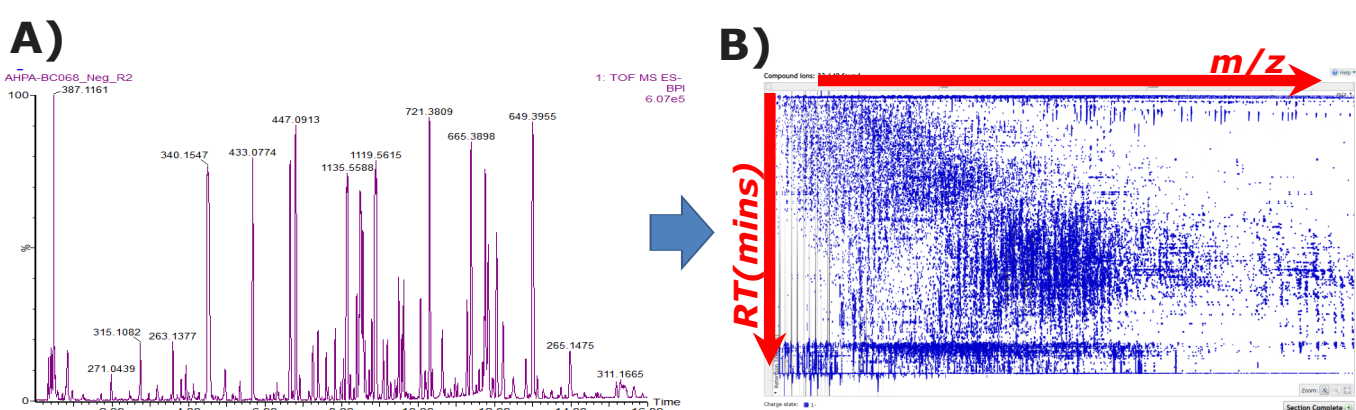 A)
AHPA-BC068_Neg_R2
1: TOF MS ES-
BPI
6.07e5
100
387.1161
447.0913
721.3809
649.3955
665.3898
340.1547
433.0774
1135.5588
1119.5615
%
315.1082
263.1377
271.0439
265.1475
311.1665
0
Time
B)
Compound ions:
found
m/z
Help
RT(mins)
Zoom:
Charge state: 1-
Section Complete